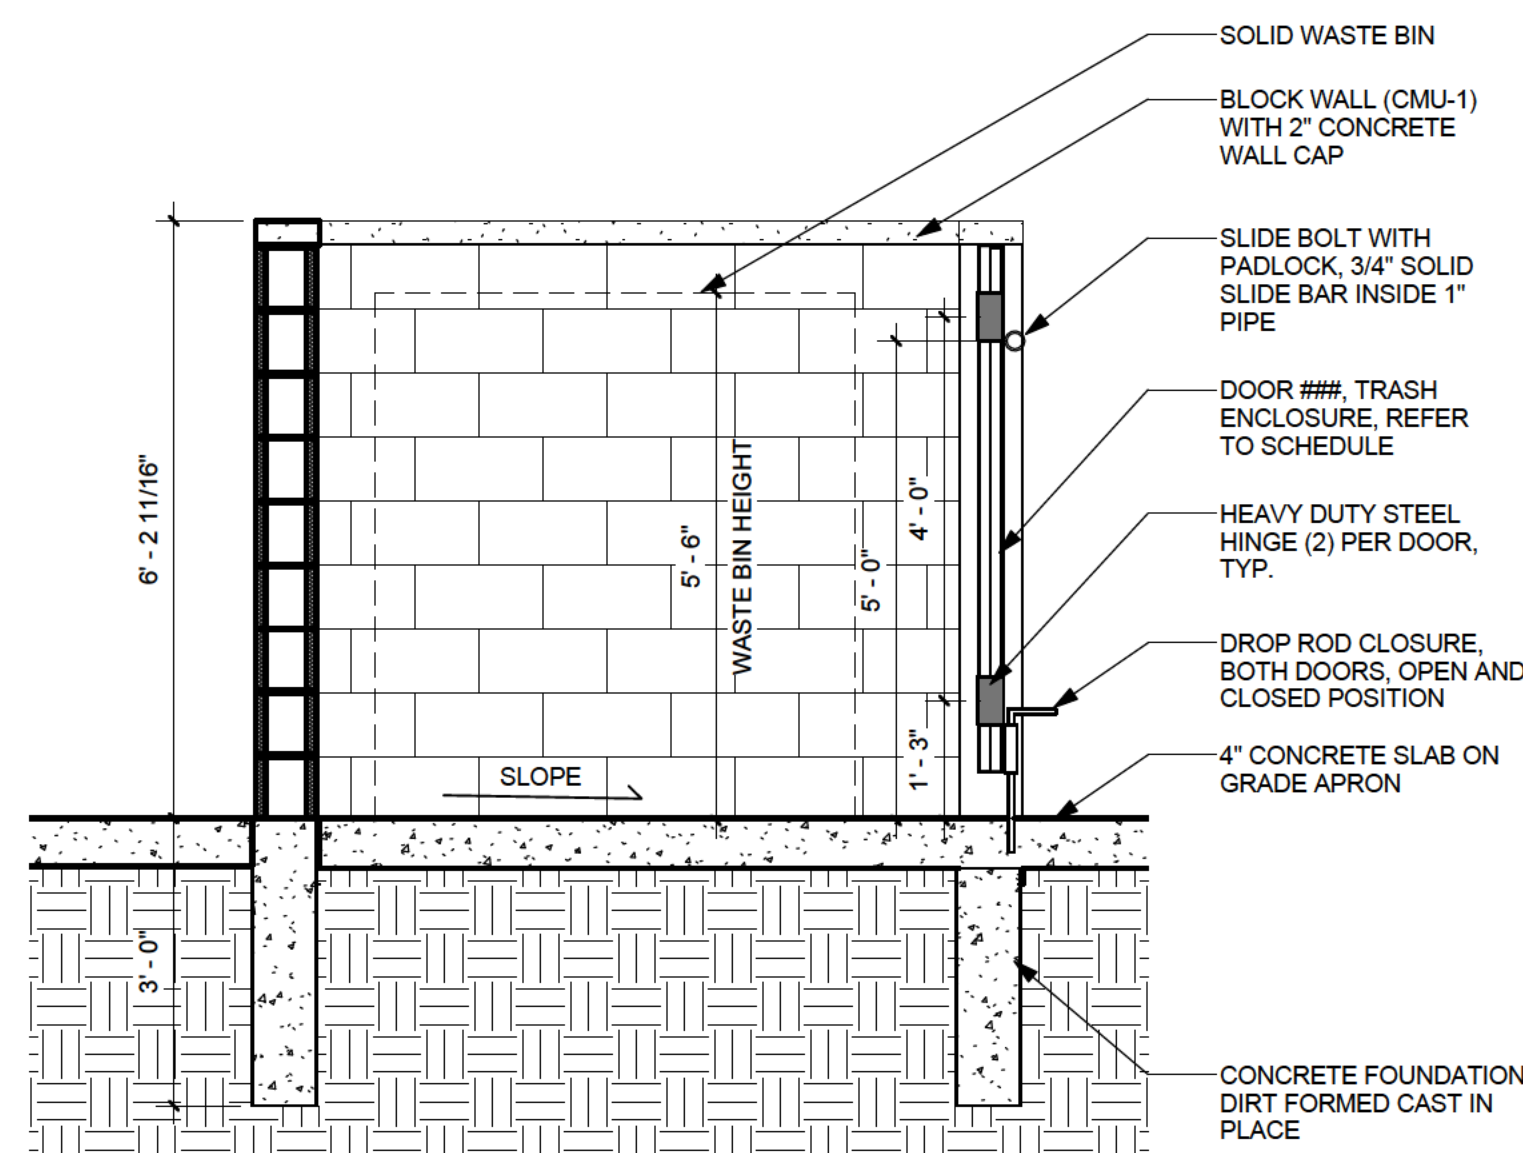 SOLID WASTE BIN
BLOCK WALL (CMU-1)
WITH 2" CONCRETE
WALL CAP
SLIDE BOLT WITH
PADLOCK, 3/4" SOLID
SLIDE BAR INSIDE 1"
PIPE
DOOR ###, TRASH
ENCLOSURE, REFER
TO SCHEDULE
HEAVY DUTY STEEL
HINGE (2) PER DOOR,
TYP.
DROP ROD CLOSURE,
BOTH DOORS, OPEN AND
CLOSED POSITION
4" CONCRETE SLAB ON
GRADE APRON
CONCRETE FOUNDATION
DIRT FORMED CAST IN
PLACE
6' - 2 11/16"
3' - 0"
SLOPE
5' - 6"
WASTE BIN HEIGHT
5' - 0"
4' - 0"
1' - 3"